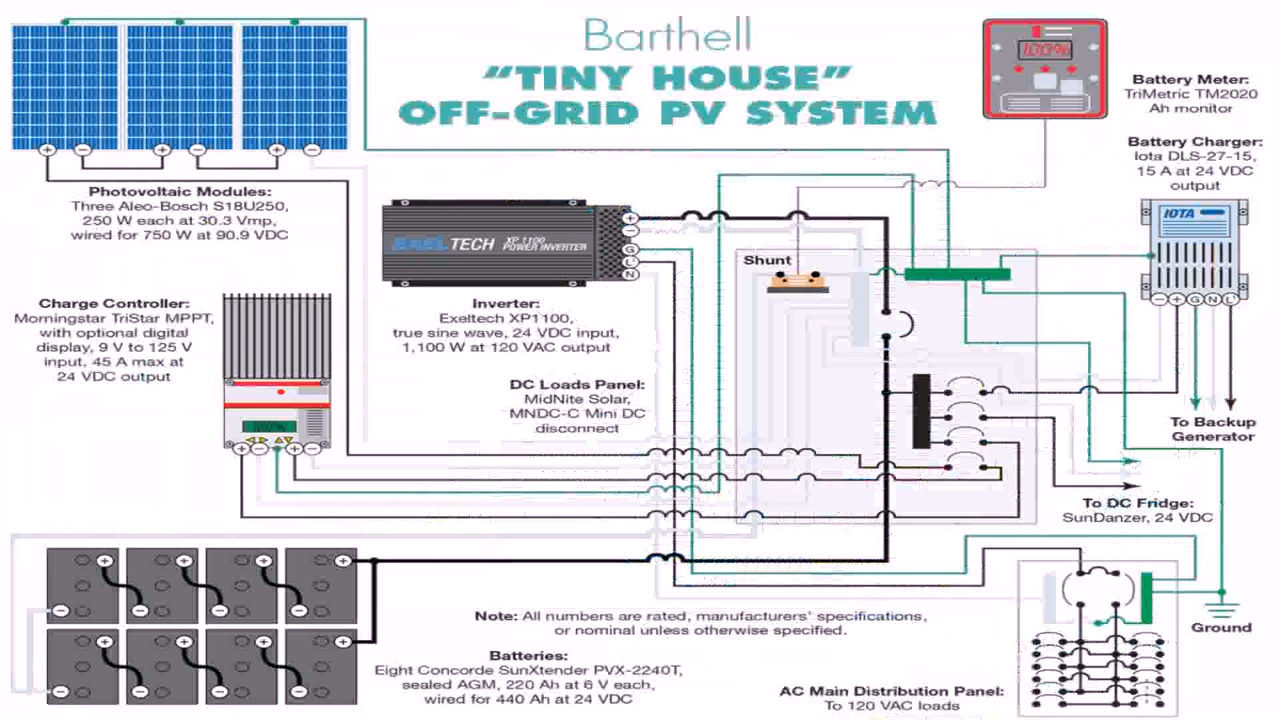 Barthell
“TINY HOUSE”
OFF-GRID PV SYSTEM
Battery Meter:
TriMetric TM2020
Ah monitor
100%
Battery Charger:
Iota DLS-27-15,
15 A at 24 VDC
output
IOTA
Photovoltaic Modules:
Three Aleo-Bosch S18U250,
250 W each at 30.3 Vmp,
wired for 750 W at 90.9 VDC
EXELTECH XP 1100
POWER INVERTER
G
L
N
Shunt
Charge Controller:
Morningstar TriStar MPPT,
with optional digital
display, 9 V to 125 V
input, 45 A max at
24 VDC output
Inverter:
Exeltech XP1100,
true sine wave, 24 VDC input,
1,100 W at 120 VAC output
G N L
DC Loads Panel:
MidNite Solar,
MNDC-C Mini DC
disconnect
100%
To Backup
Generator
To DC Fridge:
SunDanzer, 24 VDC
Note: All numbers are rated, manufacturers’ specifications,
or nominal unless otherwise specified.
Ground
Batteries:
Eight Concorde SunXtender PVX-2240T,
sealed AGM, 220 Ah at 6 V each,
wired for 440 Ah at 24 VDC
AC Main Distribution Panel:
To 120 VAC loads